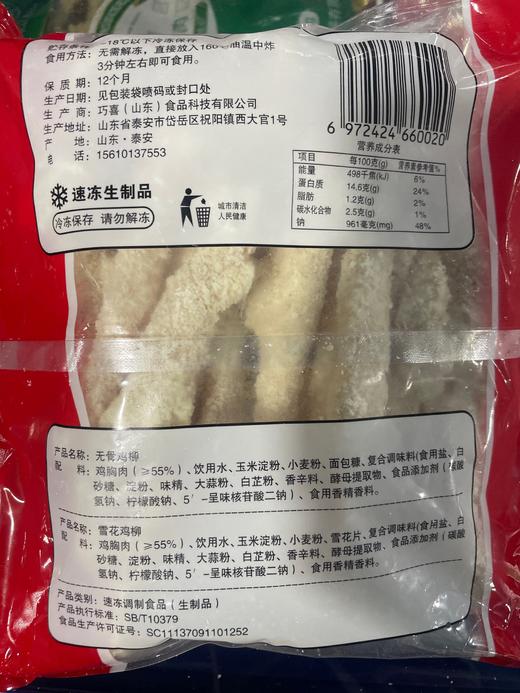 贮存条件：-18℃以下冷冻保存
食用方法：无需解冻，直接放入160℃油温中炸
3分钟左右即可食用。
保质期：12个月
生产日期：见包装袋喷码或封口处
生产商：巧喜（山东）食品科技有限公司
生产地址：山东省泰安市岱岳区祝阳镇西大官1号
产地：山东·泰安
电话：15610137553
6 972424 660020
营养成分表
项目 每100克(g) 营养素参考值%
能量 498千焦(kJ) 6%
蛋白质 14.6克(g) 24%
脂肪 1.2克(g) 2%
碳水化合物 2.5克(g) 1%
钠 961毫克(mg) 48%
速冻生制品
冷冻保存 请勿解冻
城市清洁
人民健康
产品名称：无骨鸡柳
配料：鸡胸肉（≥55%）、饮用水、玉米淀粉、小麦粉、面包糠、复合调味料(食用盐、白
砂糖、淀粉、味精、大蒜粉、白芷粉、香辛料、酵母提取物、食品添加剂（碳酸
氢钠、柠檬酸钠、5′-呈味核苷酸二钠）、食用香精香料。
产品名称：雪花鸡柳
配料：鸡胸肉（≥55%）、饮用水、玉米淀粉、小麦粉、雪花片、复合调味料(食用盐、白
砂糖、淀粉、味精、大蒜粉、白芷粉、香辛料、酵母提取物、食品添加剂（碳酸
氢钠、柠檬酸钠、5′-呈味核苷酸二钠）、食用香精香料。
产品类别：速冻调制食品（生制品）
产品执行标准：SB/T10379
食品生产许可证号：SC11137091101252